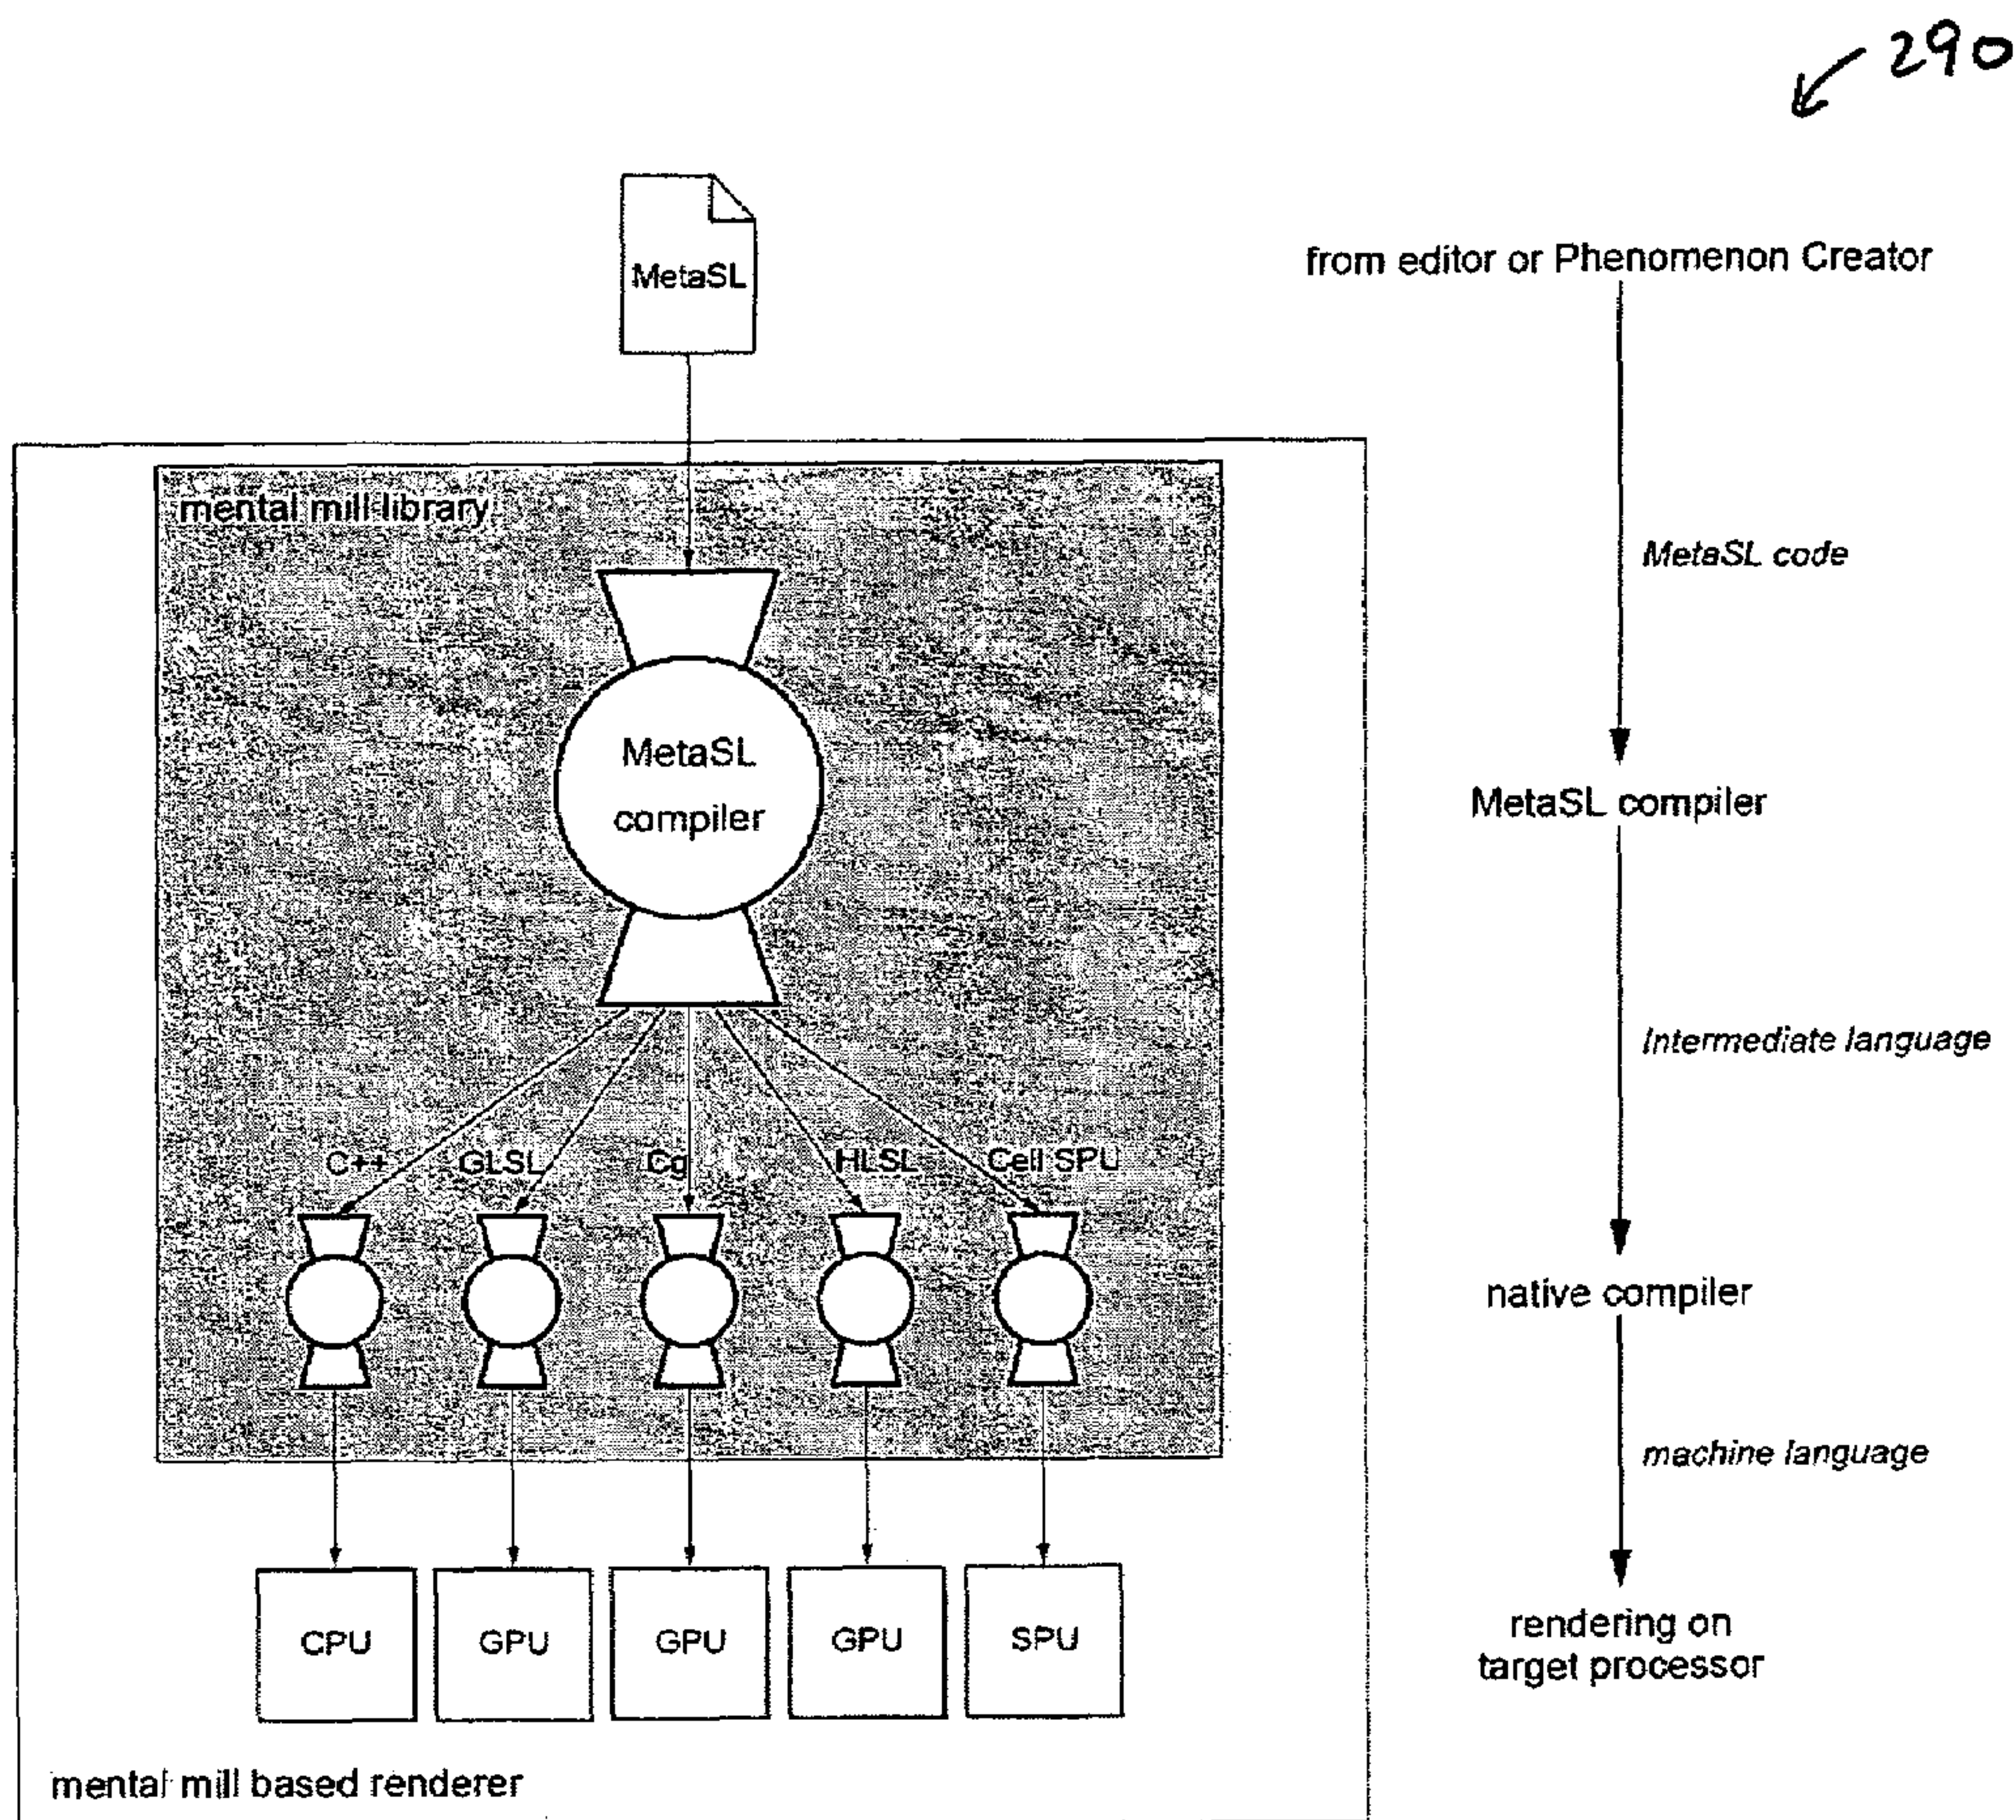 290
MetaSL
from editor or Phenomenon Creator
mental mill library
MetaSL code
MetaSL
compiler
MetaSL compiler
Intermediate language
C++ GLSL Cg HLSL Cell SPU
native compiler
machine language
CPU GPU GPU GPU SPU
rendering on
target processor
mental mill based renderer